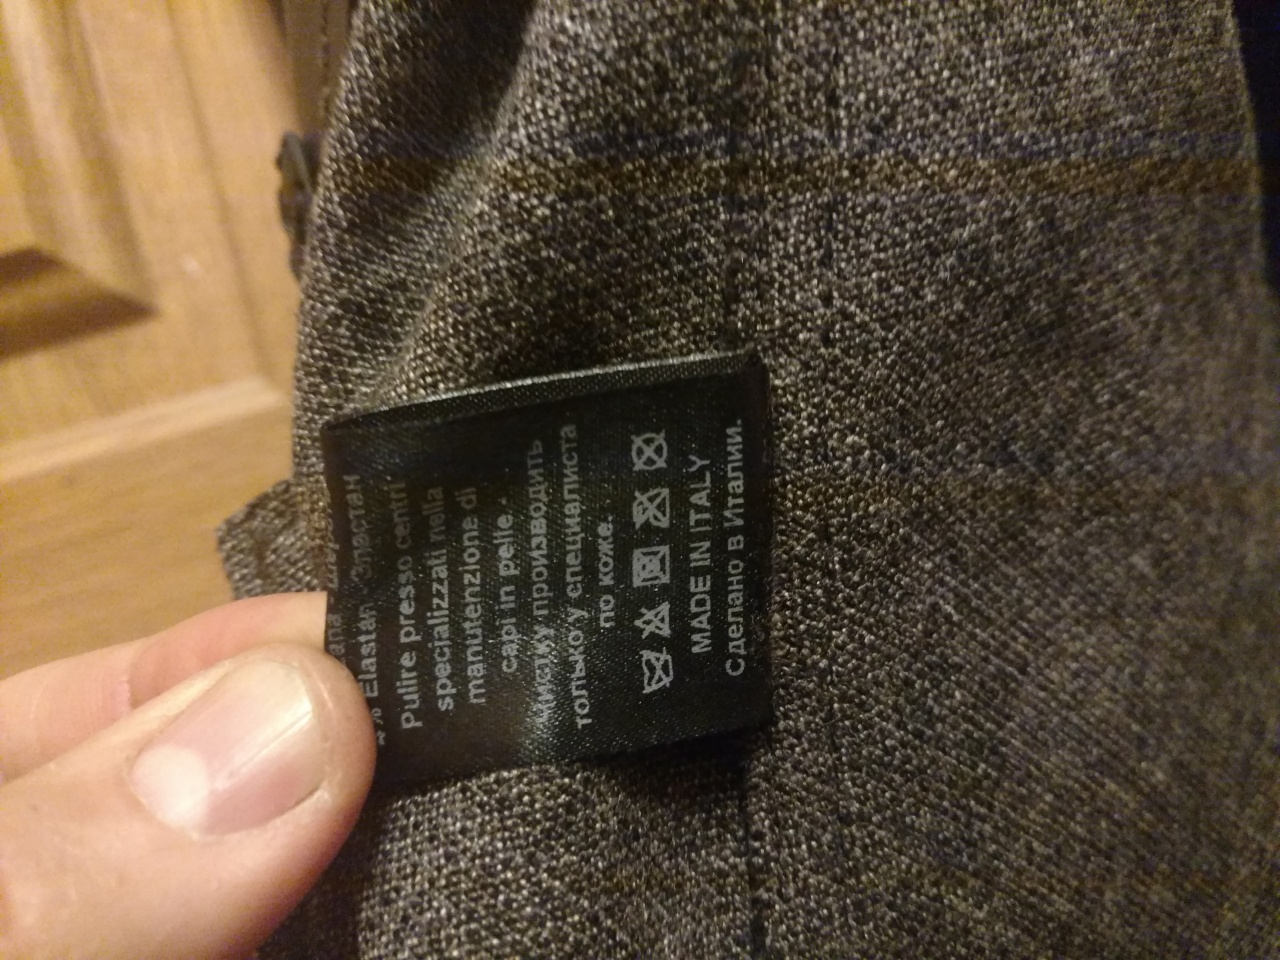 % Elastan Эластан
Pulire presso centri
specializzati nella
manutenzione di
capi in pelle.
Чистку производить
только у специалиста
по коже.
MADE IN ITALY
Сделано в Италии.